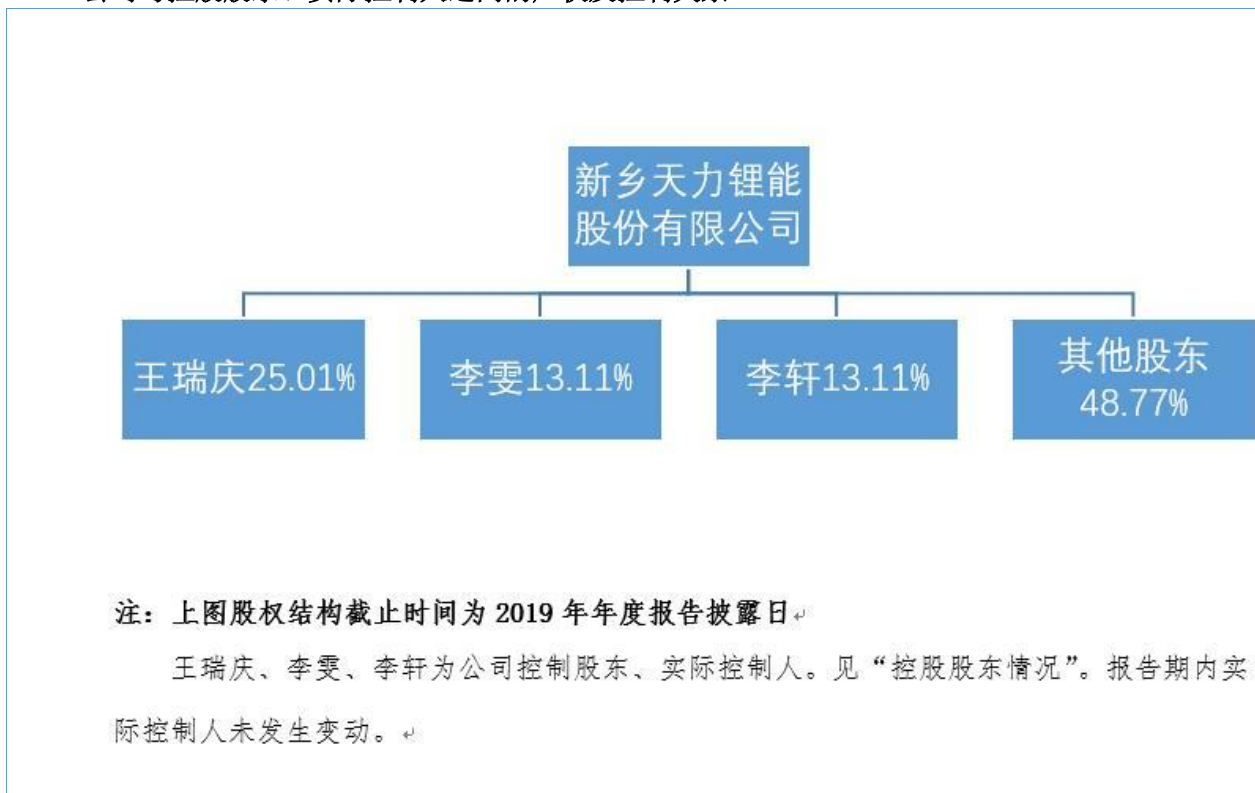 新乡天力锂能
股份有限公司
王瑞庆25.01%
李雯13.11%
李轩13.11%
其他股东
48.77%
注：上图股权结构截止时间为 2019 年年度报告披露日
王瑞庆、李雯、李轩为公司控制股东、实际控制人。见“控股股东情况”。报告期内实
际控制人未发生变动。